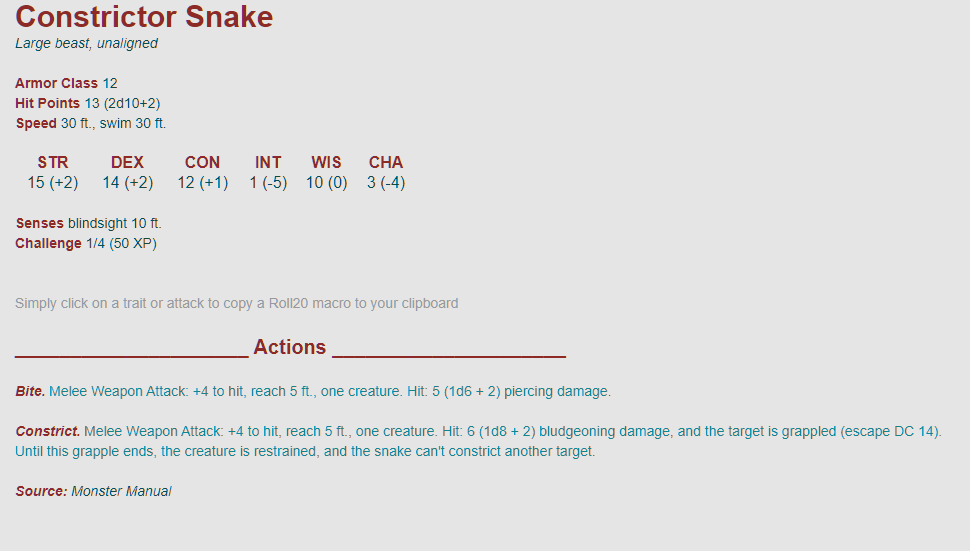 Constrictor Snake
Large beast, unaligned
Armor Class 12
Hit Points 13 (2d10+2)
Speed 30 ft., swim 30 ft.
STR DEX CON INT WIS CHA
15 (+2) 14 (+2) 12 (+1) 1 (-5) 10 (0) 3 (-4)
Senses blindsight 10 ft.
Challenge 1/4 (50 XP)
Simply click on a trait or attack to copy a Roll20 macro to your clipboard
_____________________ Actions _____________________
Bite. Melee Weapon Attack: +4 to hit, reach 5 ft., one creature. Hit: 5 (1d6 + 2) piercing damage.
Constrict. Melee Weapon Attack: +4 to hit, reach 5 ft., one creature. Hit: 6 (1d8 + 2) bludgeoning damage, and the target is grappled (escape DC 14).
Until this grapple ends, the creature is restrained, and the snake can't constrict another target.
Source: Monster Manual